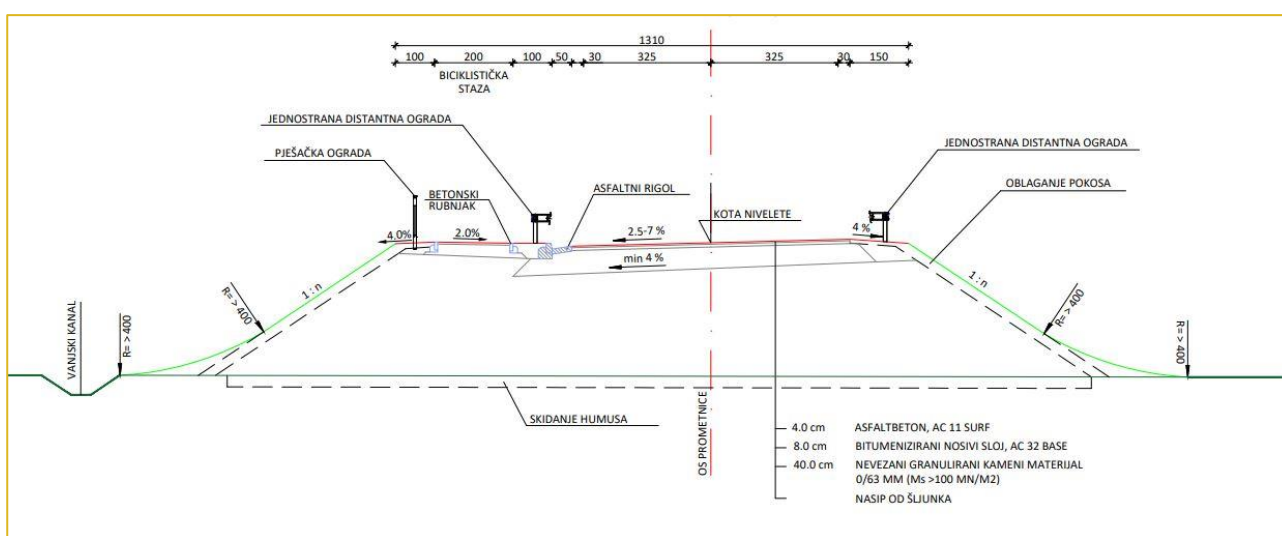 1310
100 200 100 50 30 325 325 30 150
BICIKLISTIČKA
STAZA
JEDNOSTRANA DISTANTNA OGRADA
JEDNOSTRANA DISTANTNA OGRADA
PJEŠAČKA OGRADA
BETONSKI
RUBNJAK
ASFALTNI RIGOL
OBLAGANJE POKOSA
KOTA NIVELETE
4.0%
2.0%
2.5-7 %
4 %
min 4 %
1 : n
R= > 400
R= > 400
VANJSKI KANAL
R= > 400
R= > 400
SKIDANJE HUMUSA
OS PROMETNICE
4.0 cm ASFALTBETON, AC 11 SURF
8.0 cm BITUMENIZIRANI NOSIVI SLOJ, AC 32 BASE
40.0 cm NEVEZANI GRANULIRANI KAMENI MATERIJAL
0/63 MM (Ms >100 MN/M2)
NASIP OD ŠLJUNKA